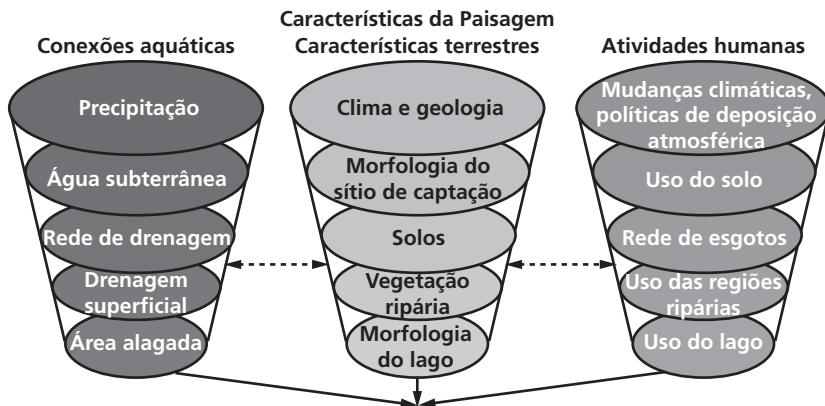 Características da Paisagem
Conexões aquáticas
Características terrestres
Atividades humanas
Precipitação
Água subterrânea
Rede de drenagem
Drenagem
superficial
Área alagada
Clima e geologia
Morfologia do
sítio de captação
Solos
Vegetação
ripária
Morfologia
do lago
Mudanças climáticas,
políticas de deposição
atmosférica
Uso do solo
Rede de esgotos
Uso das regiões
ripárias
Uso do lago